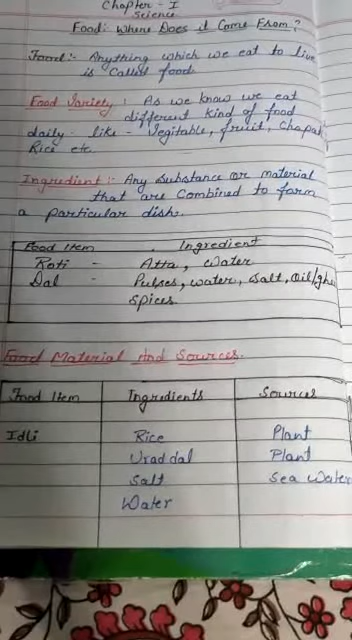 Chapter - I
Science
Food: Where Does it Come From?
Food:- Anything which we eat to live
is Called food
Food Variety: As we know we eat
different kind of food
daily - like - Vegitable, fruit, Chapati
Rice etc
Ingredient:- Any Substance or material
that are Combined to form
a particular dish.
Food Item Ingredient
Roti - Atta, Water
Dal - Pulses, water, Salt, Oil/ghee
Spices.
Food Material And Sources.
Food Item Ingredients Sources
Idli Rice Plant
Urad dal Plant
Salt Sea Water
Water